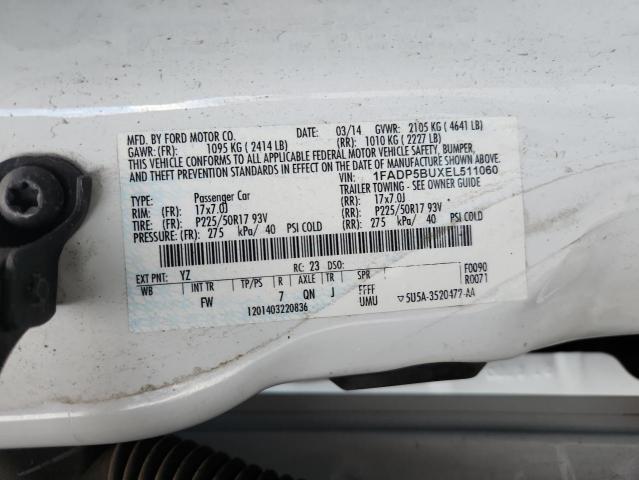 MFD. BY FORD MOTOR CO.
DATE: 03/14 GVWR: 2105 KG ( 4641 LB)
GAWR: (FR): 1095 KG ( 2414 LB) (RR): 1010 KG ( 2227 LB)
THIS VEHICLE CONFORMS TO ALL APPLICABLE FEDERAL MOTOR VEHICLE SAFETY, BUMPER,
AND THEFT PREVENTION STANDARDS IN EFFECT ON THE DATE OF MANUFACTURE SHOWN ABOVE.
VIN: 1FADP5BUXEL511060
TYPE: Passenger Car TRAILER TOWING - SEE OWNER GUIDE
RIM: (FR) 17x7.0J (RR): 17x7.0J
TIRE: (FR) P225/50R17 93V (RR): P225/50R17 93V
PRESSURE: (FR) 275 kPa/ 40 PSI COLD (RR): 275 kPa/ 40 PSI COLD
EXT PNT: YZ RC: 23 DSO: F0090
WB INT TR TP/PS R AXLE TR SPR R0071
FW 7 QN J FFFF
UMU ▽5U5A-3520472-AA
1201403220836